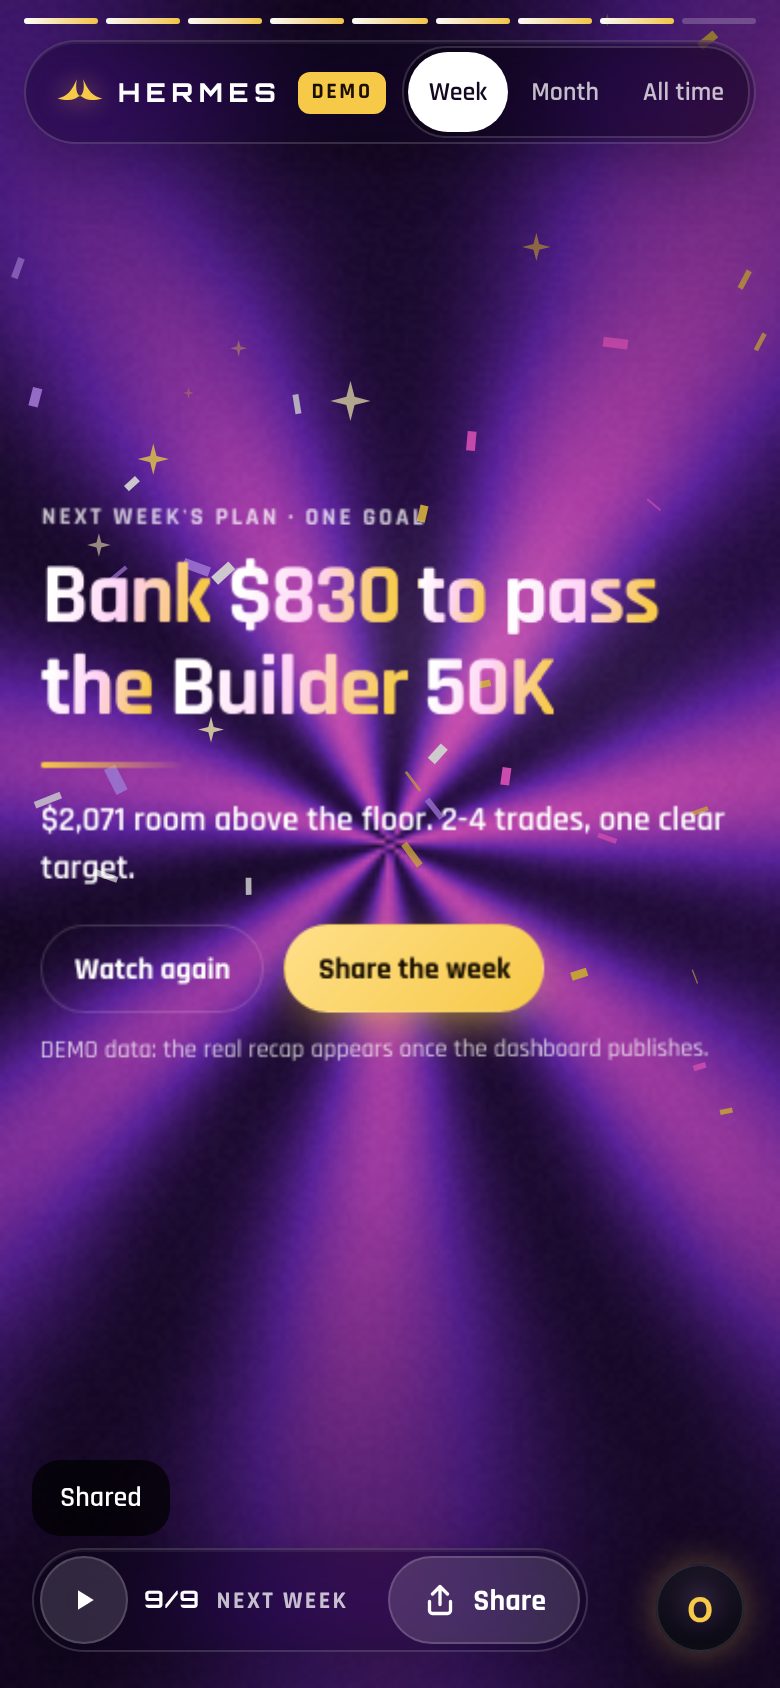 HERMES DEMO Week Month All time
NEXT WEEK'S PLAN · ONE GOAL
Bank $830 to pass
the Builder 50K
$2,071 room above the floor. 2-4 trades, one clear
target.
Watch again Share the week
DEMO data: the real recap appears once the dashboard publishes.
Shared
9/9 NEXT WEEK Share O